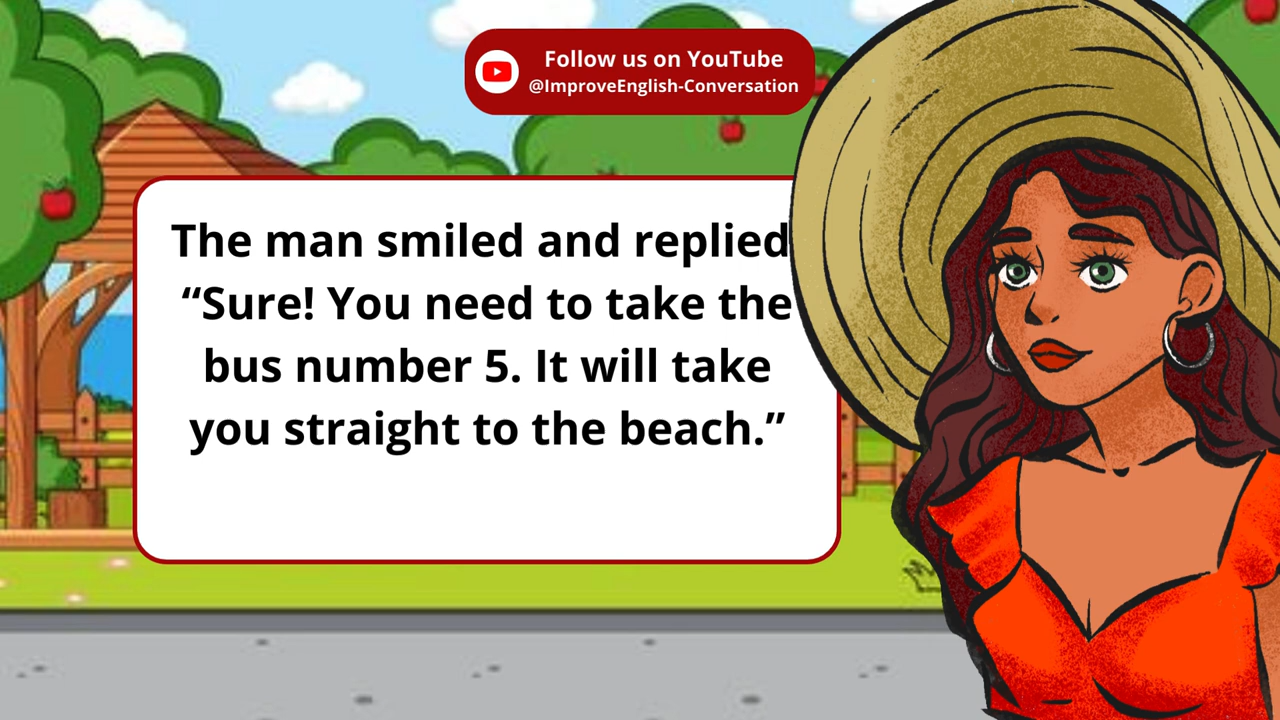 Follow us on YouTube
@ImproveEnglish-Conversation
The man smiled and replied
“Sure! You need to take the
bus number 5. It will take
you straight to the beach.”